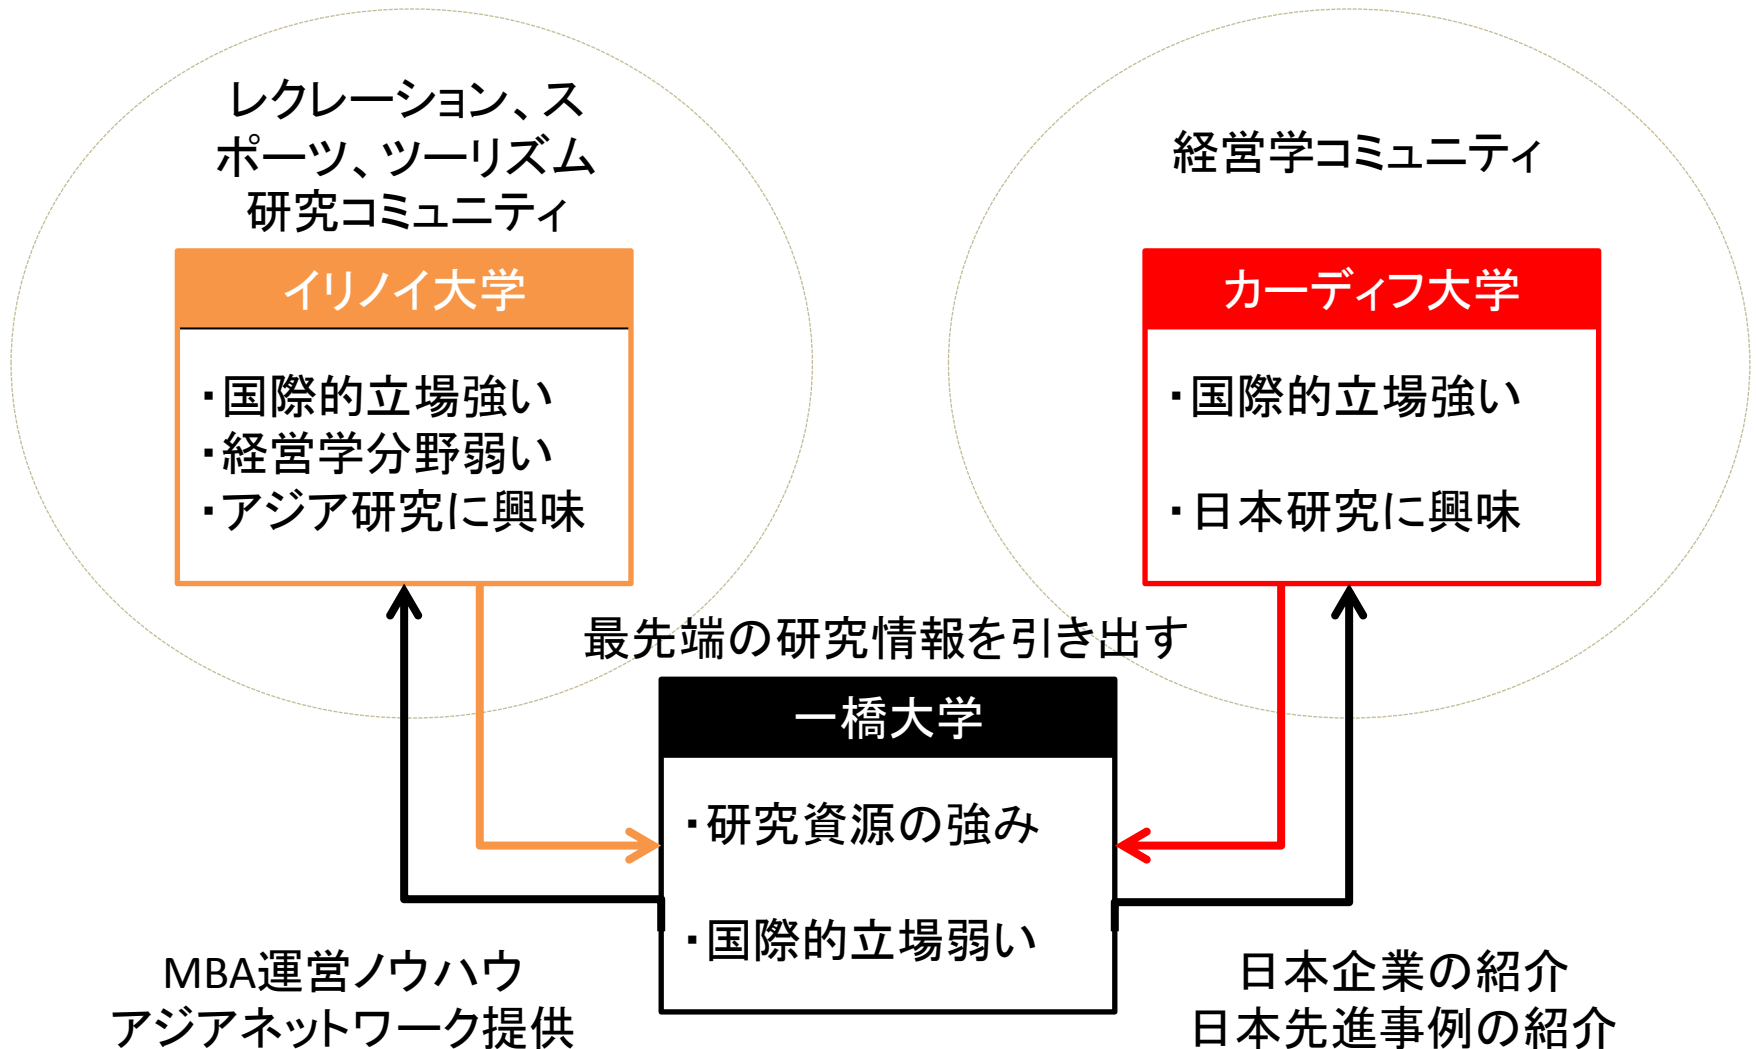 レクレーション、ス
ポーツ、ツーリズム
研究コミュニティ
イリノイ大学
・国際的立場強い
・経営学分野弱い
・アジア研究に興味
経営学コミュニティ
カーディフ大学
・国際的立場強い
・日本研究に興味
最先端の研究情報を引き出す
一橋大学
・研究資源の強み
・国際的立場弱い
MBA運営ノウハウ
アジアネットワーク提供
日本企業の紹介
日本先進事例の紹介